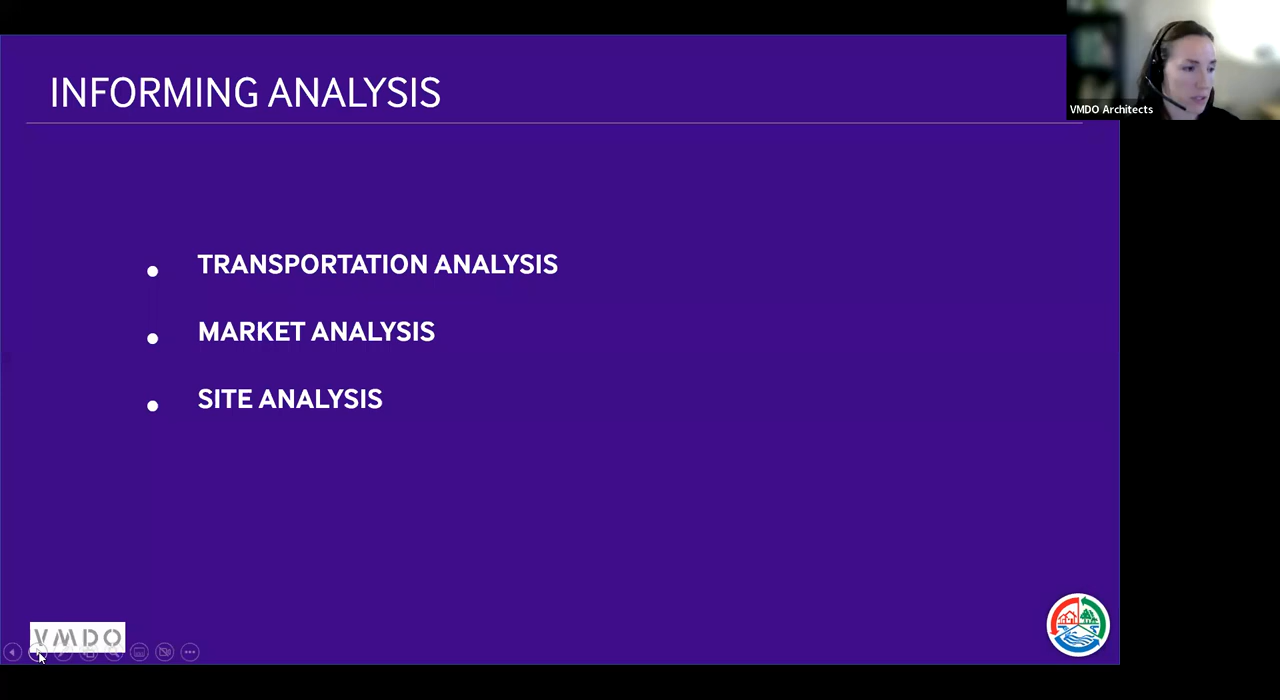 INFORMING ANALYSIS
VMDO Architects
• TRANSPORTATION ANALYSIS
• MARKET ANALYSIS
• SITE ANALYSIS
VMDO